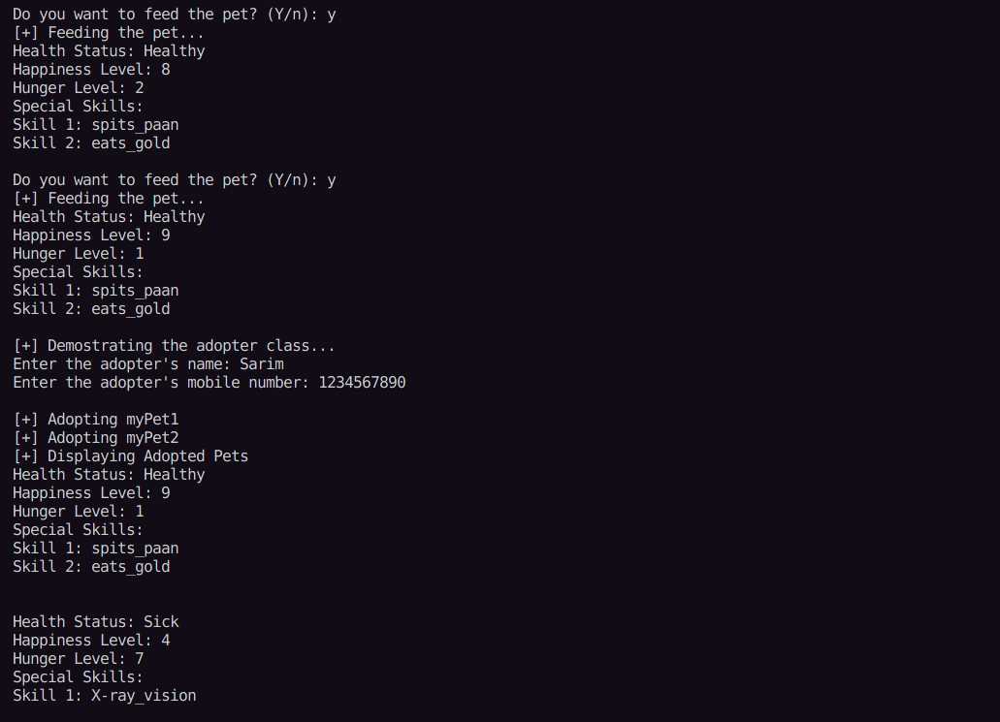 Do you want to feed the pet? (Y/n): y
[+] Feeding the pet...
Health Status: Healthy
Happiness Level: 8
Hunger Level: 2
Special Skills:
Skill 1: spits_paan
Skill 2: eats_gold
Do you want to feed the pet? (Y/n): y
[+] Feeding the pet...
Health Status: Healthy
Happiness Level: 9
Hunger Level: 1
Special Skills:
Skill 1: spits_paan
Skill 2: eats_gold
[+] Demostrating the adopter class...
Enter the adopter's name: Sarim
Enter the adopter's mobile number: 1234567890
[+] Adopting myPet1
[+] Adopting myPet2
[+] Displaying Adopted Pets
Health Status: Healthy
Happiness Level: 9
Hunger Level: 1
Special Skills:
Skill 1: spits_paan
Skill 2: eats_gold
Health Status: Sick
Happiness Level: 4
Hunger Level: 7
Special Skills:
Skill 1: X-ray_vision